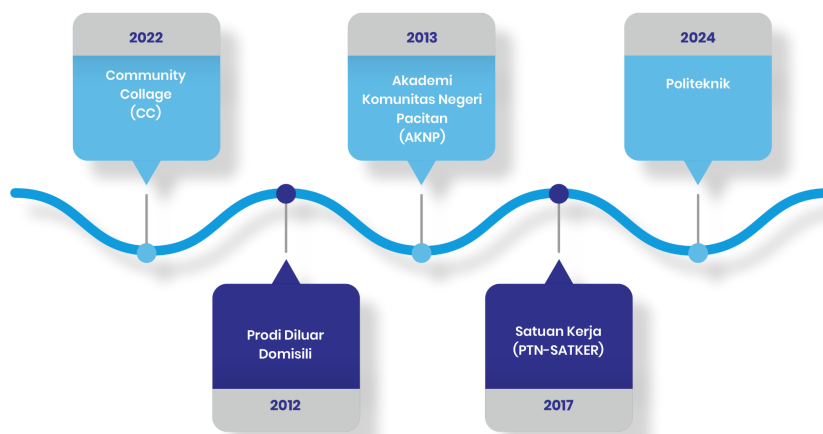 2022
Community
Collage
(CC)
Prodi Diluar
Domisili
2012
2013
Akademi
Komunitas Negeri
Pacitan
(AKNP)
Satuan Kerja
(PTN-SATKER)
2017
2024
Politeknik